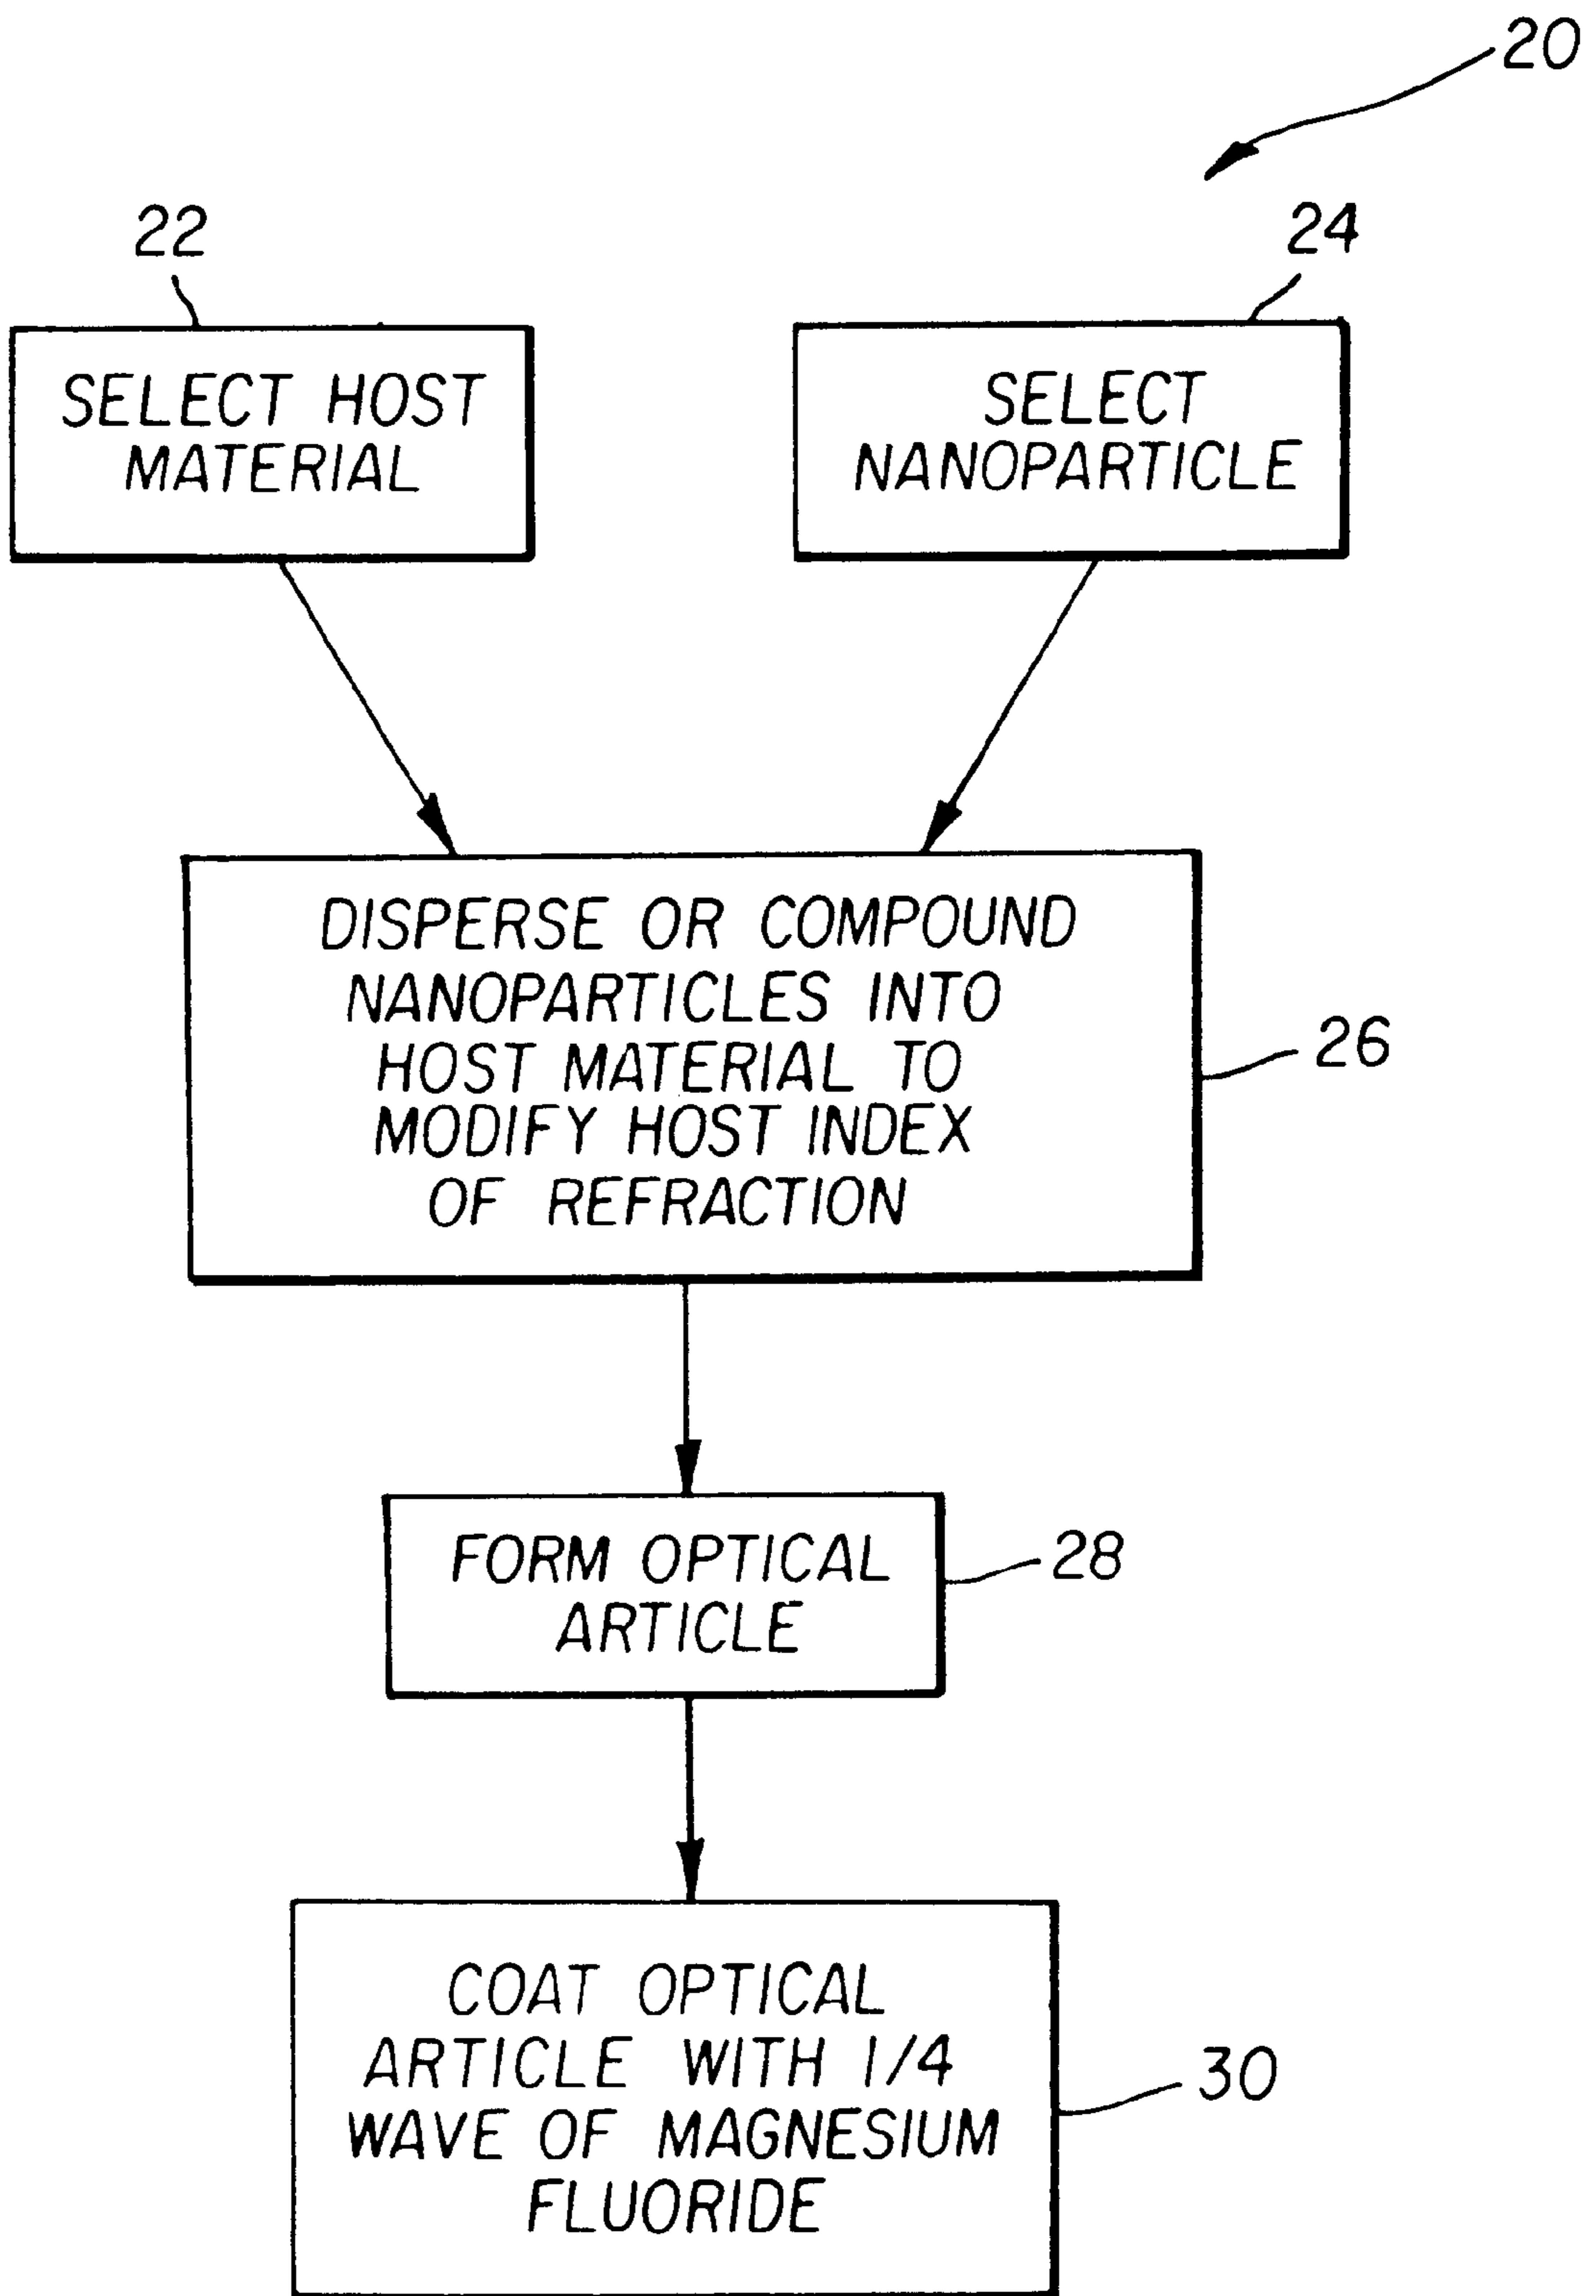 20
22
24
SELECT HOST
MATERIAL
SELECT
NANOPARTICLE
DISPERSE OR COMPOUND
NANOPARTICLES INTO
HOST MATERIAL TO
MODIFY HOST INDEX
OF REFRACTION
26
FORM OPTICAL
ARTICLE
28
COAT OPTICAL
ARTICLE WITH 1/4
WAVE OF MAGNESIUM
FLUORIDE
30